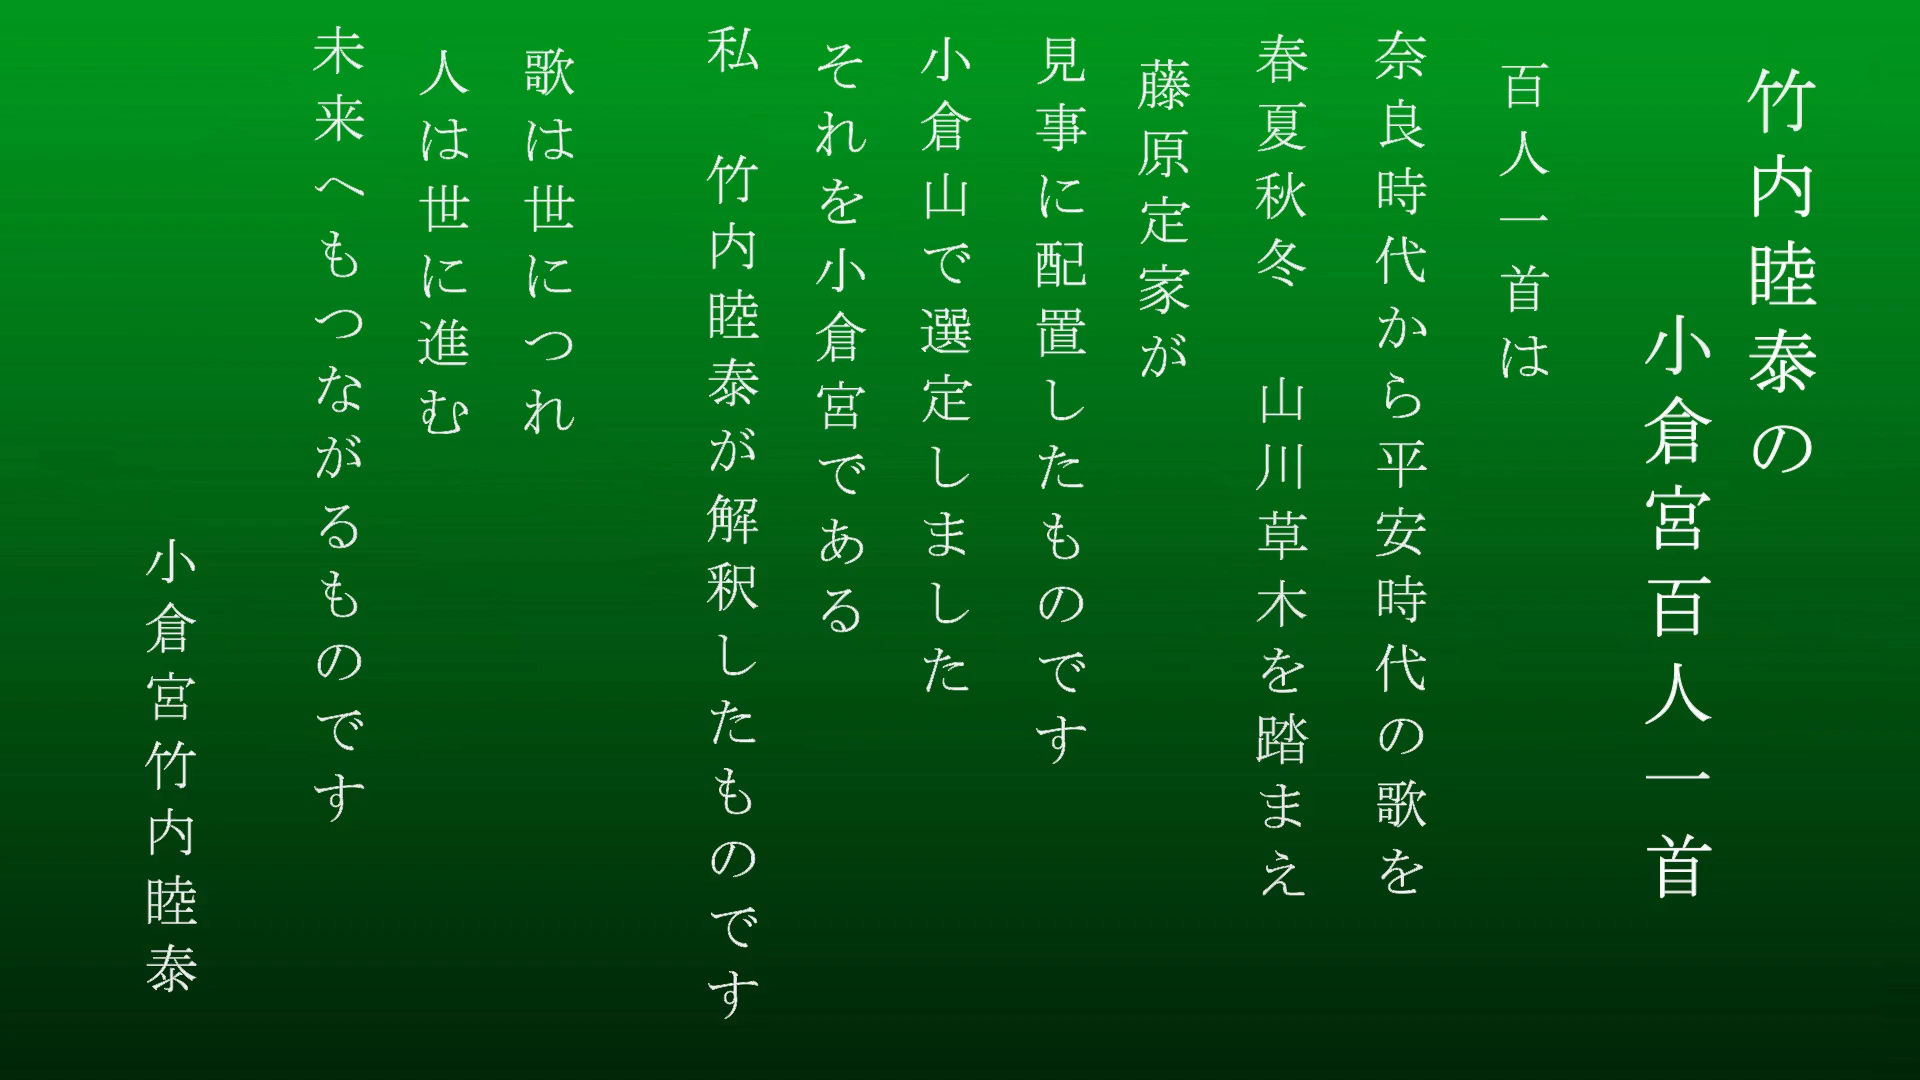 竹内睦泰の
小倉宮百人一首
百人一首は
奈良時代から平安時代の歌を
春夏秋冬　山川草木を踏まえ
藤原定家が
見事に配置したものです
小倉山で選定しました
それを小倉宮である
私　竹内睦泰が解釈したものです
歌は世につれ
人は世に進む
未来へもつながるものです
小倉宮竹内睦泰